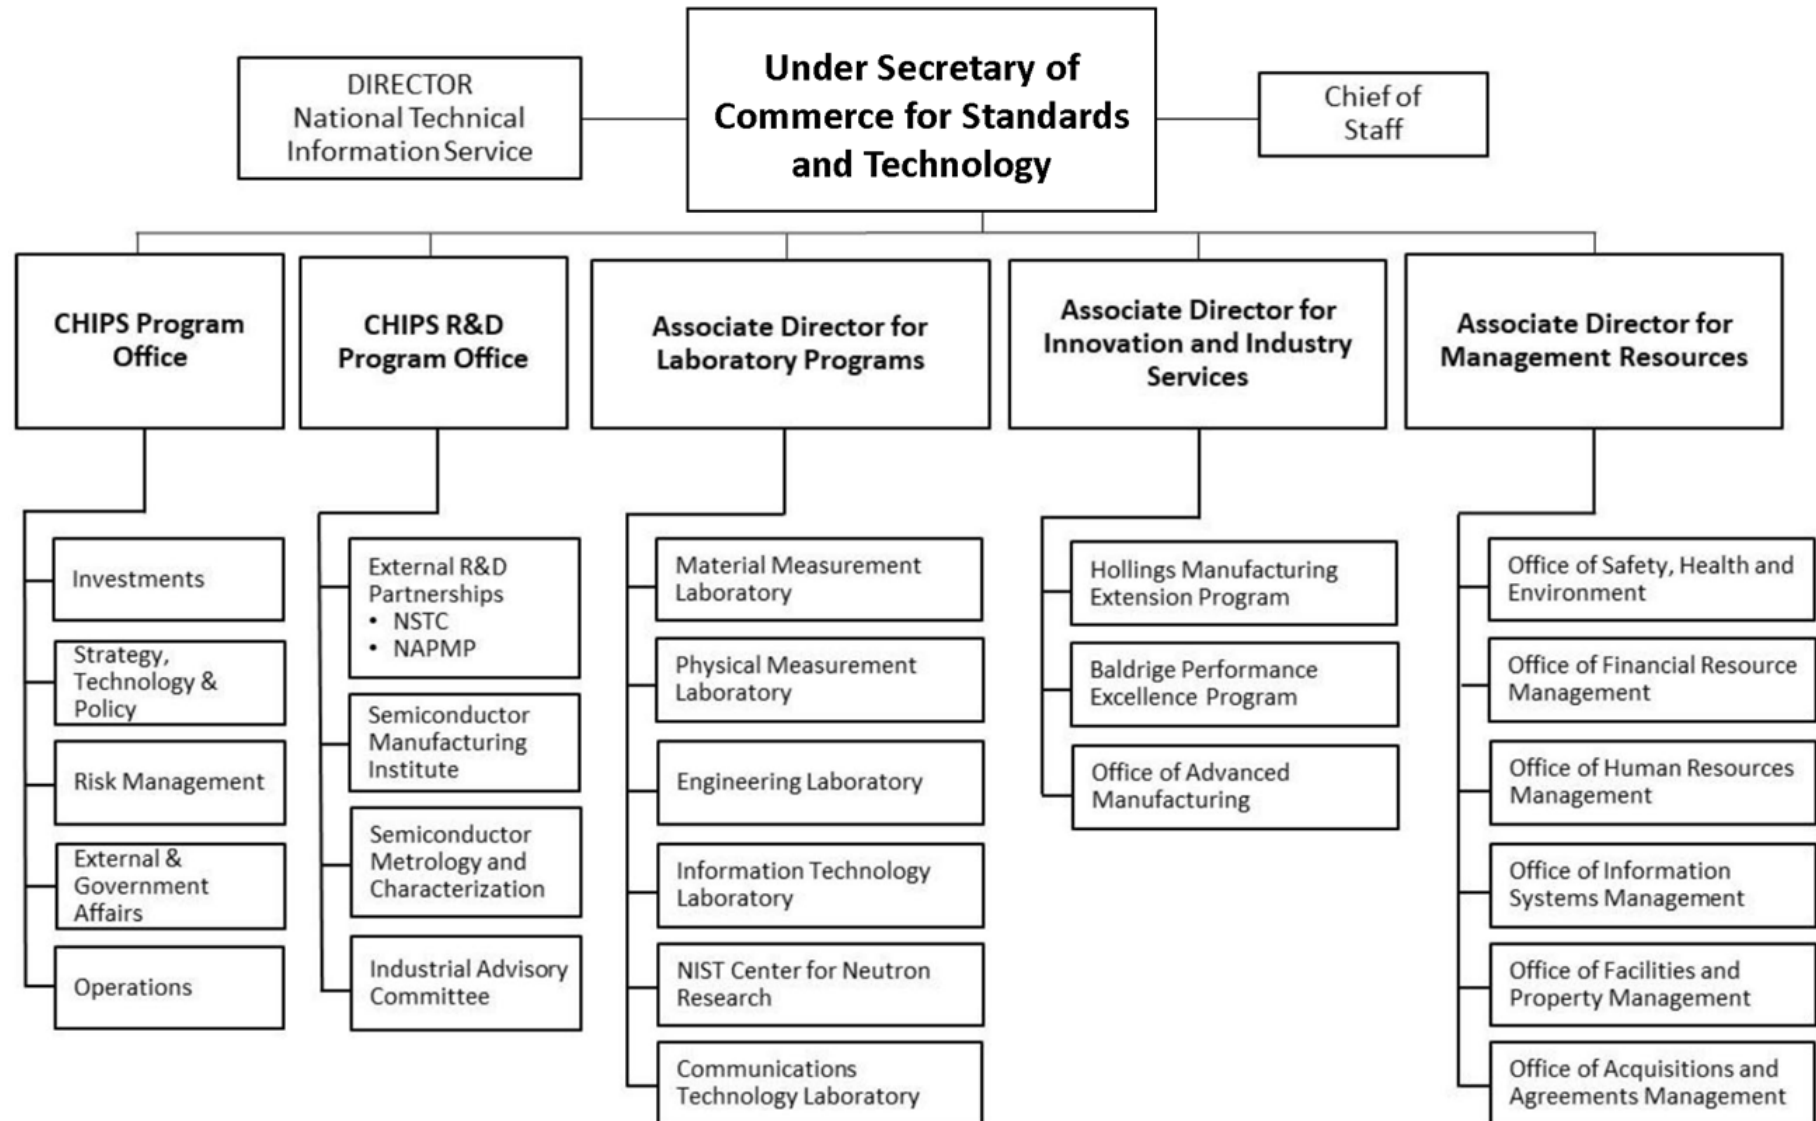 DIRECTOR
National Technical
Information Service
Under Secretary of
Commerce for Standards
and Technology
Chief of
Staff
CHIPS Program
Office
CHIPS R&D
Program Office
Associate Director for
Laboratory Programs
Associate Director for
Innovation and Industry
Services
Associate Director for
Management Resources
Investments
Strategy,
Technology &
Policy
Risk Management
External &
Government
Affairs
Operations
External R&D
Partnerships
• NSTC
• NAPMP
Semiconductor
Manufacturing
Institute
Semiconductor
Metrology and
Characterization
Industrial Advisory
Committee
Material Measurement
Laboratory
Physical Measurement
Laboratory
Engineering Laboratory
Information Technology
Laboratory
NIST Center for Neutron
Research
Communications
Technology Laboratory
Hollings Manufacturing
Extension Program
Baldrige Performance
Excellence Program
Office of Advanced
Manufacturing
Office of Safety, Health and
Environment
Office of Financial Resource
Management
Office of Human Resources
Management
Office of Information
Systems Management
Office of Facilities and
Property Management
Office of Acquisitions and
Agreements Management